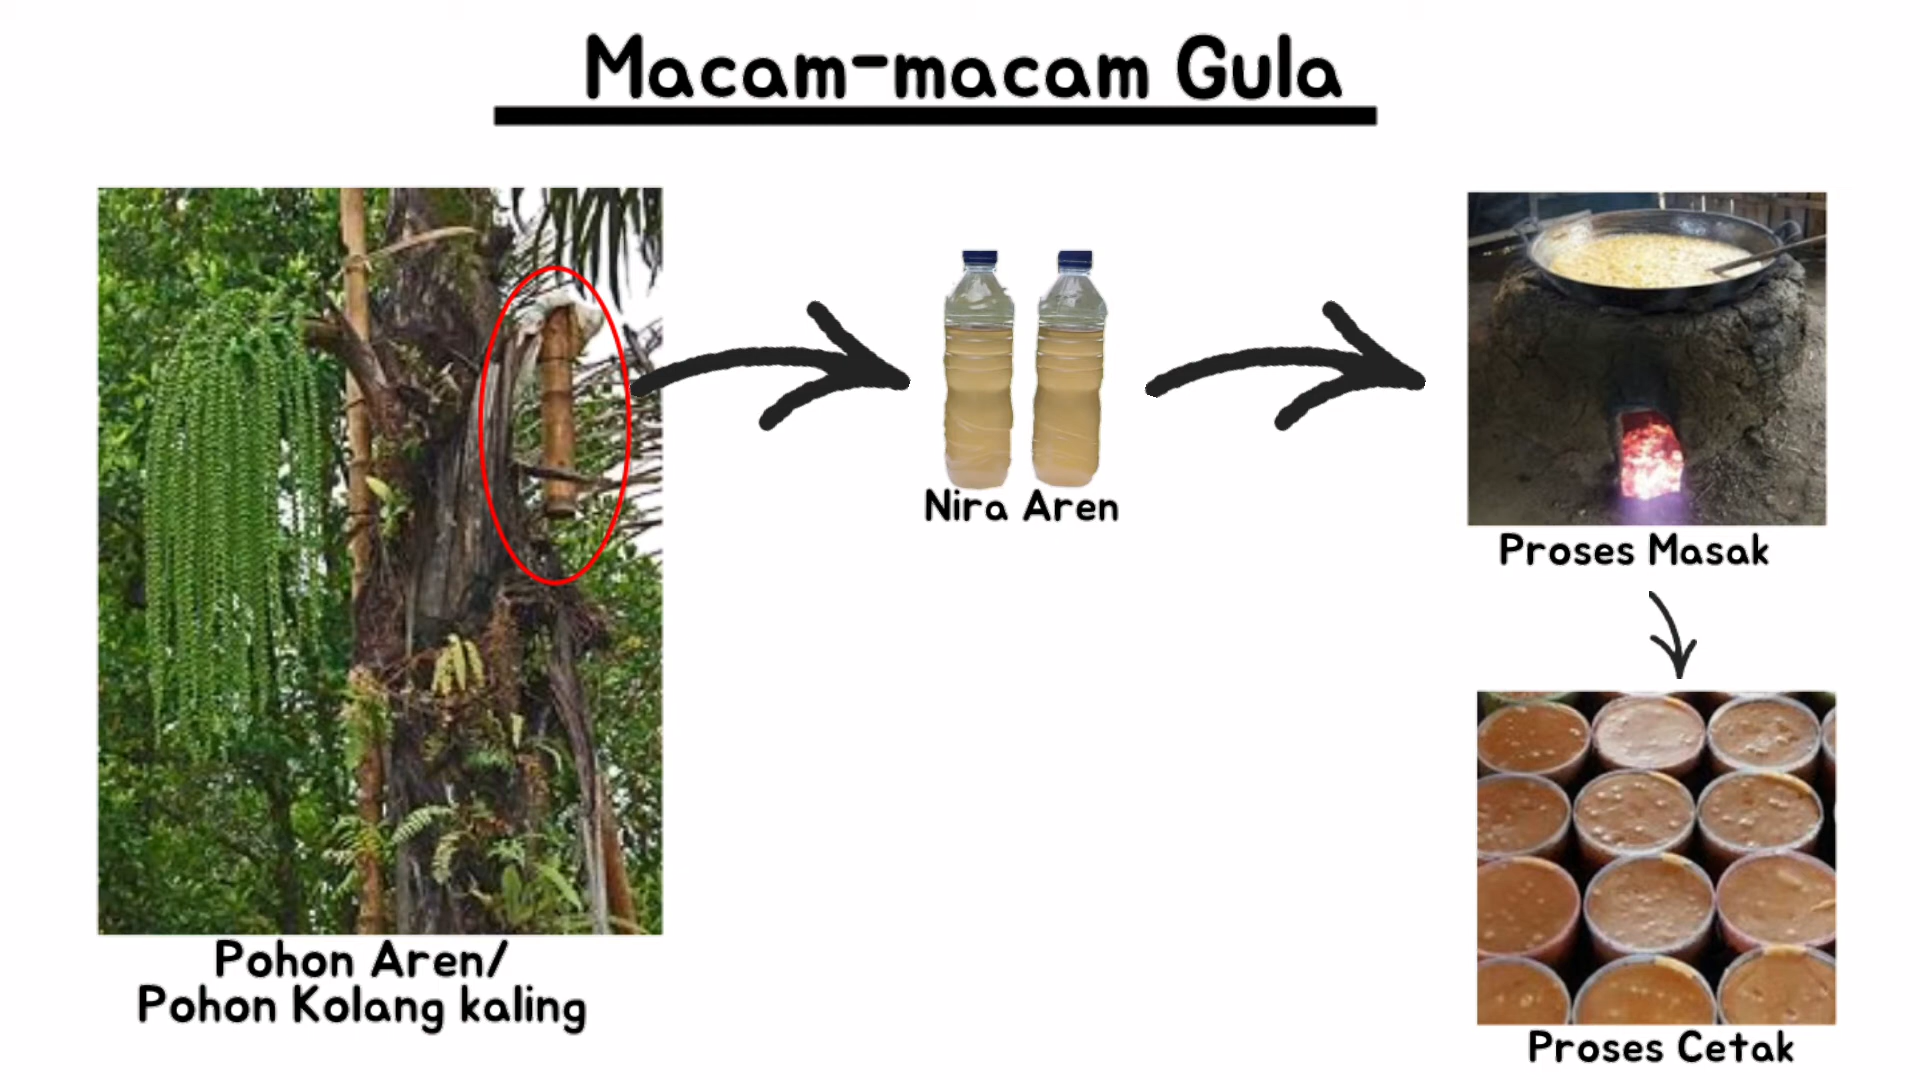 Macam-macam Gula
Nira Aren
Proses Masak
Pohon Aren/
Pohon Kolang kaling
Proses Cetak